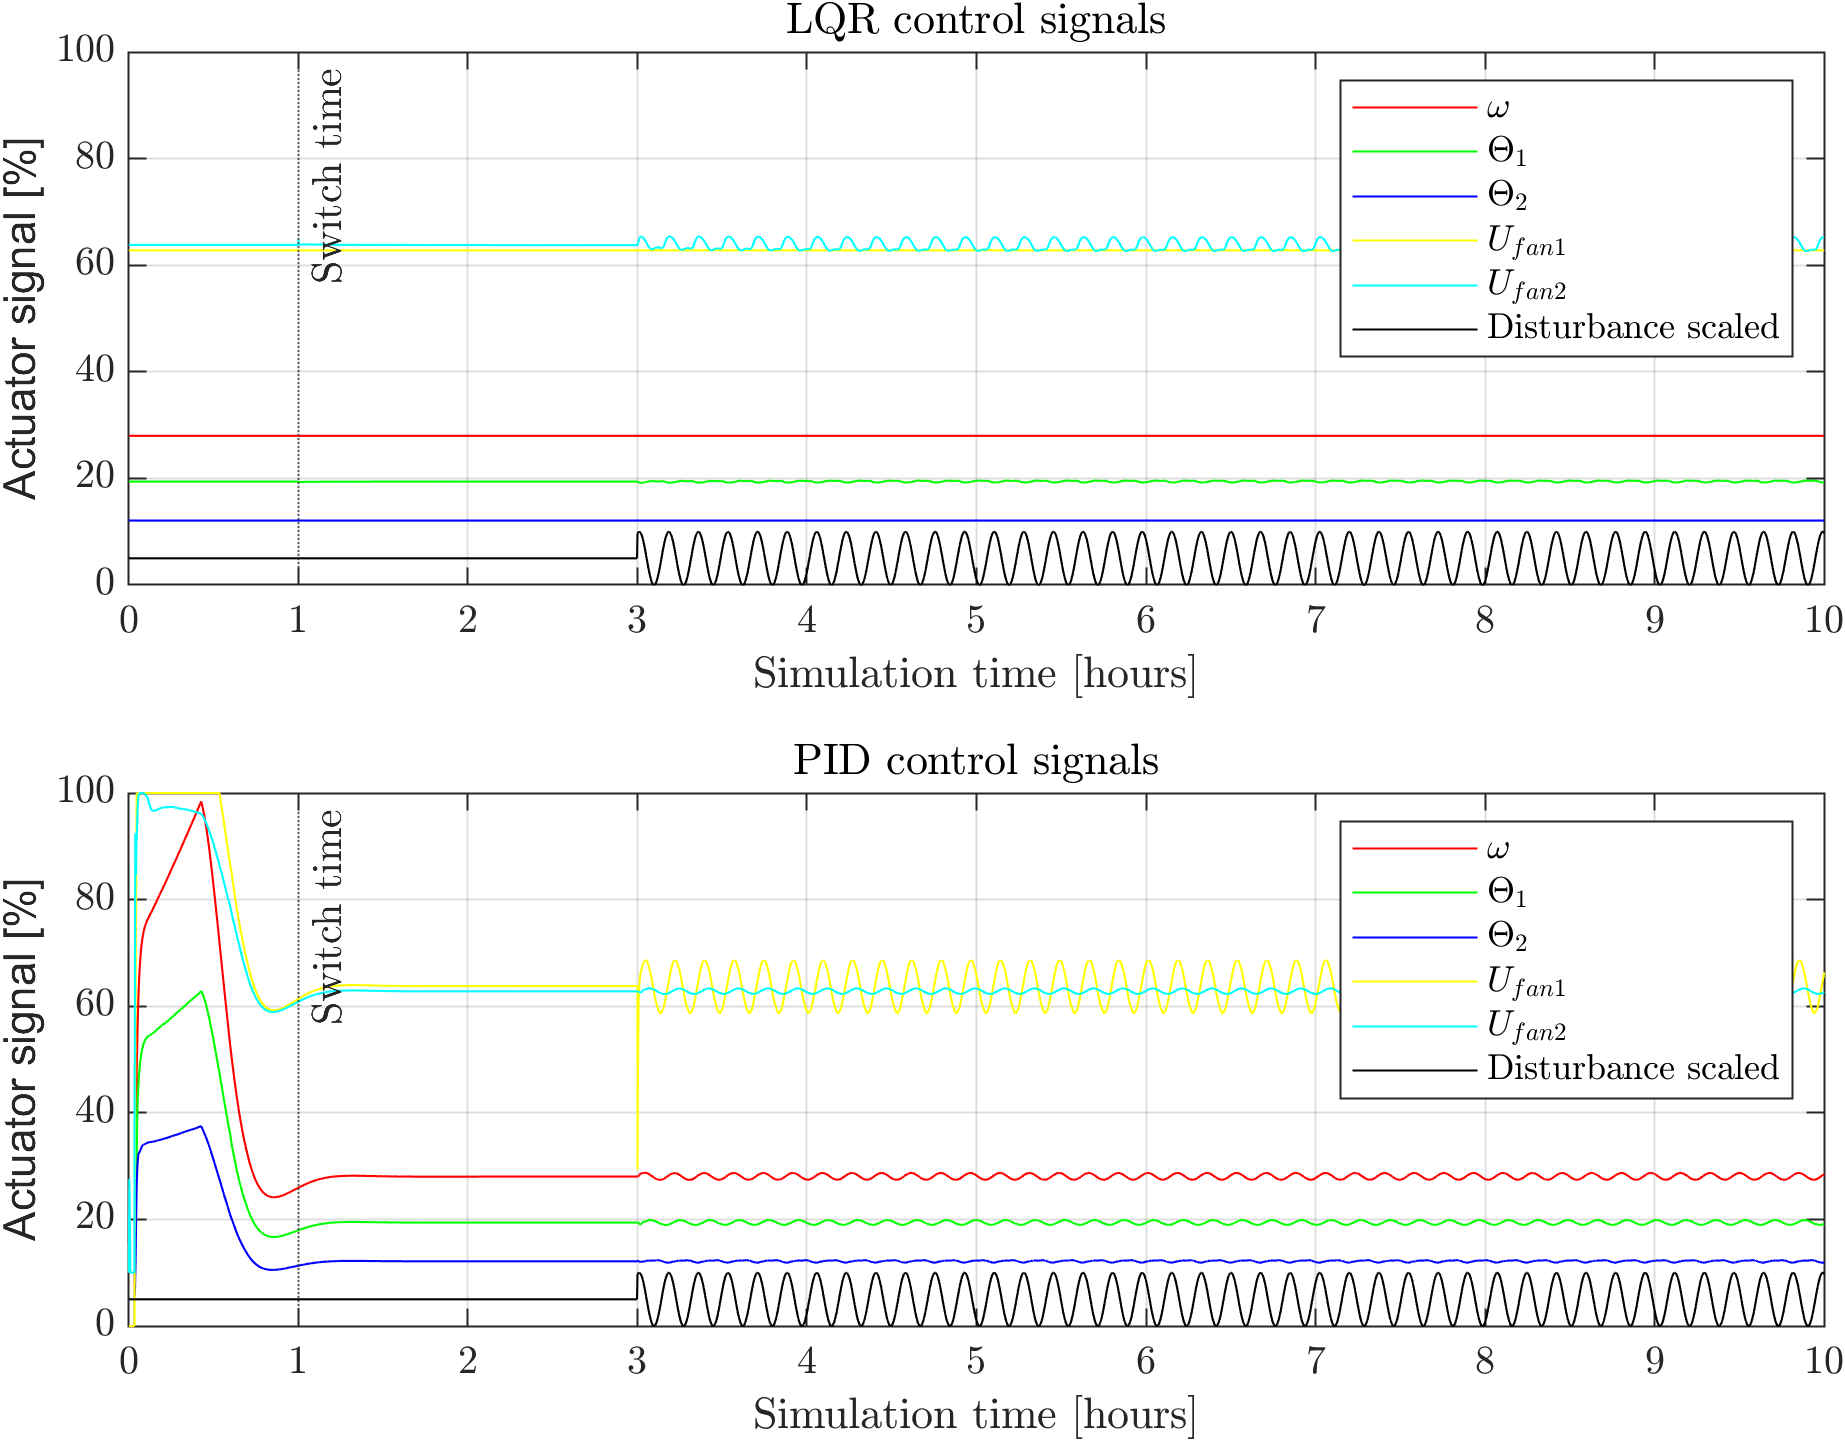 LQR control signals
100
80
60
40
20
0
Actuator signal [%]
Switch time
ω
Θ1
Θ2
Ufan1
Ufan2
Disturbance scaled
0 1 2 3 4 5 6 7 8 9 10
Simulation time [hours]
PID control signals
100
80
60
40
20
0
Actuator signal [%]
Switch time
ω
Θ1
Θ2
Ufan1
Ufan2
Disturbance scaled
0 1 2 3 4 5 6 7 8 9 10
Simulation time [hours]